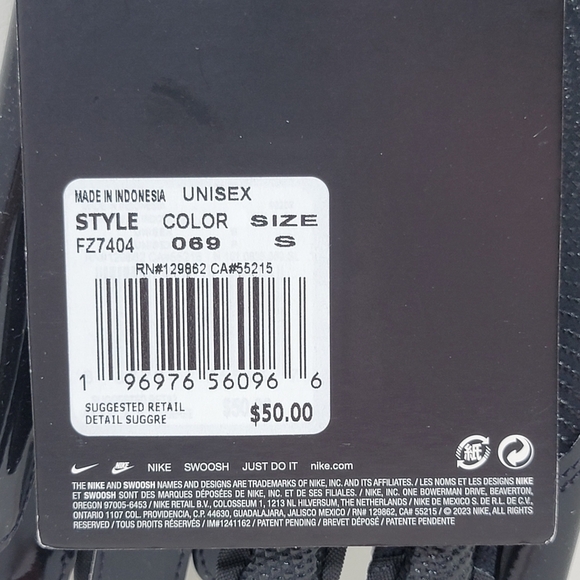 MADE IN INDONESIA UNISEX
STYLE COLOR SIZE
FZ7404 069 S
RN#129862 CA#55215
1 96976 56096 6
SUGGESTED RETAIL
DETAIL SUGGRE $50.00
紙
NIKE SWOOSH JUST DO IT nike.com
THE NIKE AND SWOOSH NAMES AND DESIGNS ARE TRADEMARKS OF NIKE, INC. AND ITS AFFILIATES. / LES NOMS ET LES DESIGNS NIKE
ET SWOOSH SONT DES MARQUES DÉPOSÉES DE NIKE, INC. ET DE SES FILIALES. / NIKE, INC. ONE BOWERMAN DRIVE, BEAVERTON,
OREGON 97005-6453 / NIKE RETAIL B.V., COLOSSEUM 1, 1213 NL HILVERSUM, THE NETHERLANDS / NIKE DE MEXICO S. DE R.L. DE C.V.
ONTARIO 1107 COL. PROVIDENCIA, C.P. 44630, GUADALAJARA, JALISCO MEXICO / RN# 129862, CA# 55215 / © 2023 NIKE, ALL RIGHTS
RESERVED / TOUS DROITS RÉSERVÉS / IM#1241162 / PATENT PENDING / BREVET DÉPOSÉ / PATENTE PENDENTE